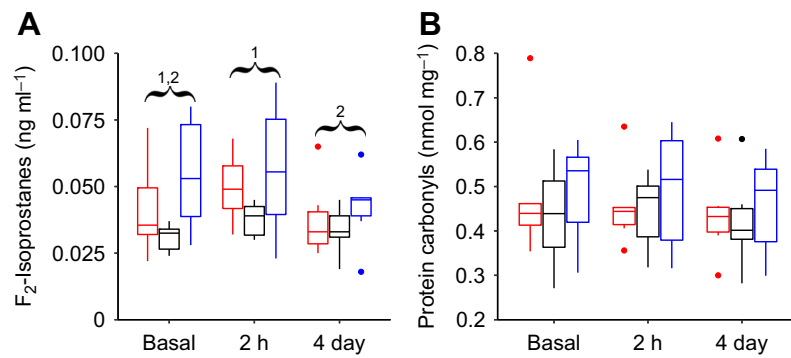 A
F₂-Isoprostanes (ng ml⁻¹)
0.100
0.075
0.050
0.025
0
1,2
1
2
Basal
2 h
4 day
B
Protein carbonyls (nmol mg⁻¹)
0.9
0.8
0.7
0.6
0.5
0.4
0.3
0.2
Basal
2 h
4 day